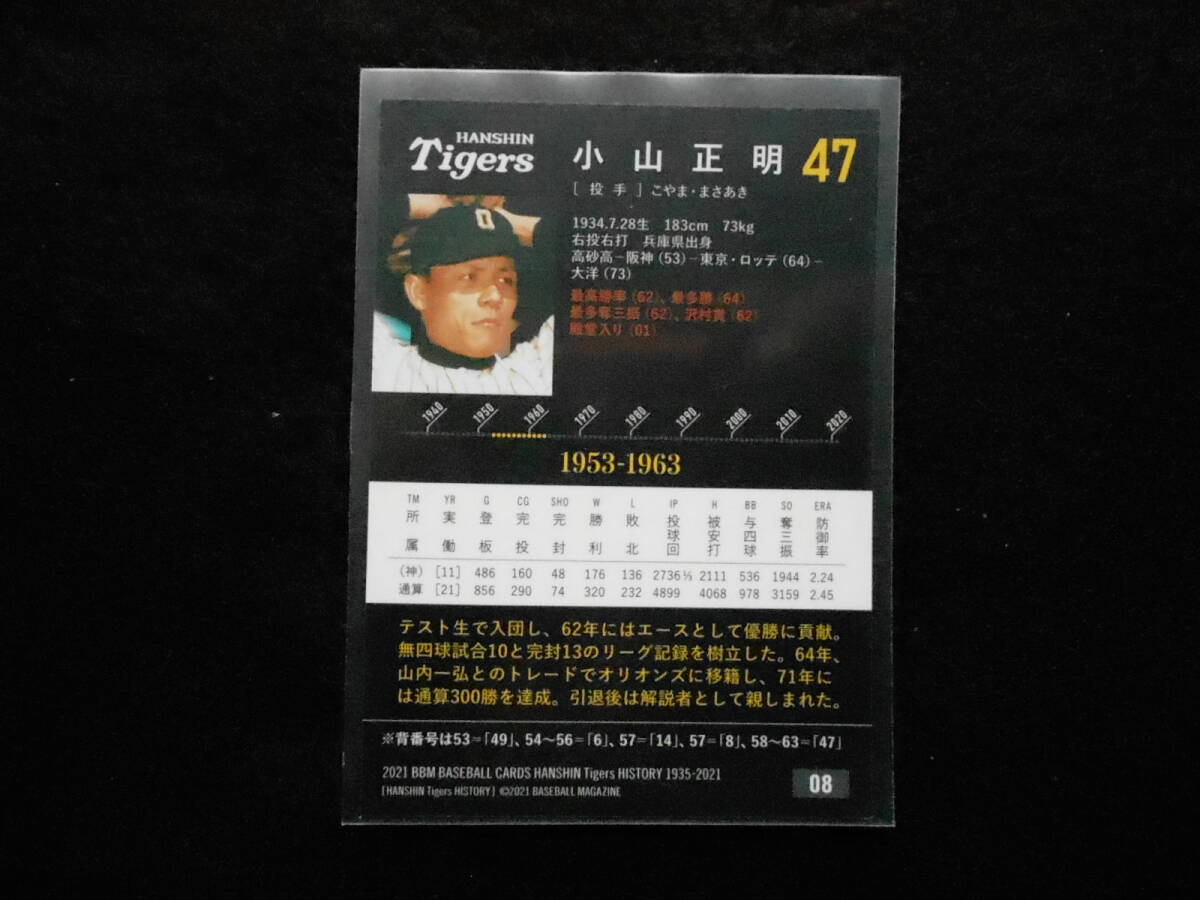 HANSHIN
Tigers
小山正明 47
[投手] こやま・まさあき
1934.7.28生 183cm 73kg
右投右打 兵庫県出身
高砂高－阪神(53)－東京・ロッテ(64)－
大洋(73)
最高勝率(62)、最多勝(64)
最多奪三振(62)、沢村賞(62)
殿堂入り(01)
1940 1950 1960 1970 1980 1990 2000 2010 2020
1953-1963
TM YR G CG SHO W L IP H BB SO ERA
所属 実働 登板 完投 完封 勝利 敗北 投球回 被安打 与四球 奪三振 防御率
(神) [11] 486 160 48 176 136 2736⅓ 2111 536 1944 2.24
通算 [21] 856 290 74 320 232 4899 4068 978 3159 2.45
テスト生で入団し、62年にはエースとして優勝に貢献。
無四球試合10と完封13のリーグ記録を樹立した。64年、
山内一弘とのトレードでオリオンズに移籍し、71年に
は通算300勝を達成。引退後は解説者として親しまれた。
※背番号は53=「49」、54〜56=「6」、57=「14」、57=「8」、58〜63=「47」
2021 BBM BASEBALL CARDS HANSHIN Tigers HISTORY 1935-2021
[HANSHIN Tigers HISTORY] ©2021 BASEBALL MAGAZINE
08